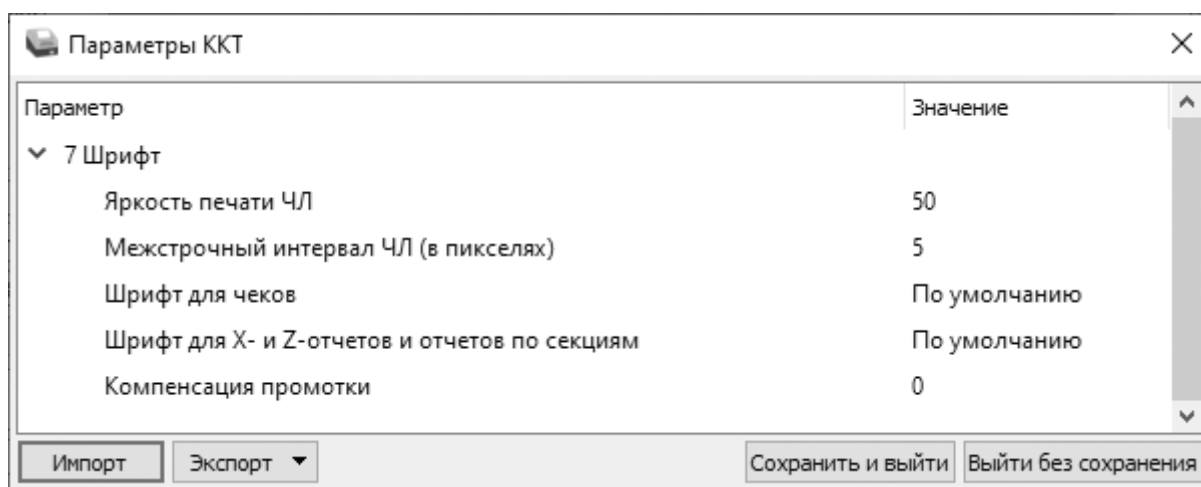 Параметры ККТ
Параметр Значение
7 Шрифт
Яркость печати ЧЛ 50
Межстрочный интервал ЧЛ (в пикселях) 5
Шрифт для чеков По умолчанию
Шрифт для X- и Z-отчетов и отчетов по секциям По умолчанию
Компенсация промотки 0
Импорт Экспорт Сохранить и выйти Выйти без сохранения